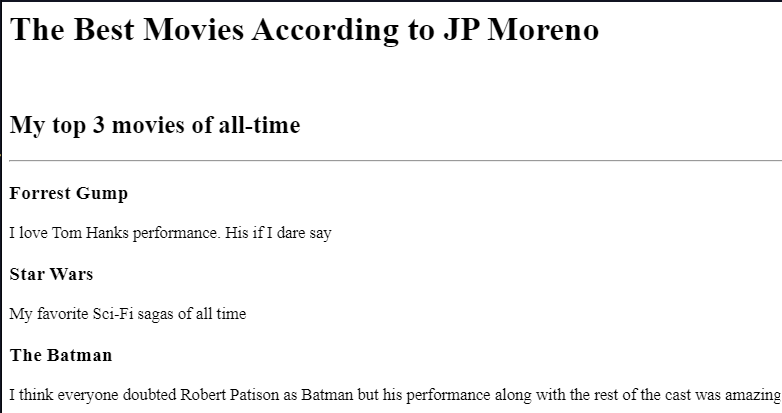 The Best Movies According to JP Moreno
My top 3 movies of all-time
Forrest Gump
I love Tom Hanks performance. His if I dare say
Star Wars
My favorite Sci-Fi sagas of all time
The Batman
I think everyone doubted Robert Patison as Batman but his performance along with the rest of the cast was amazing